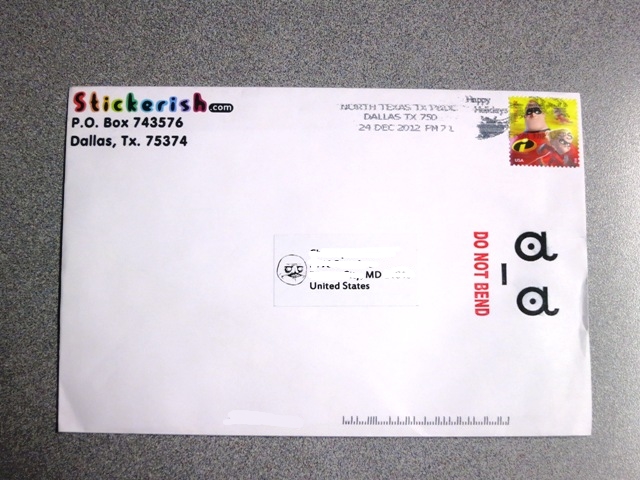 Stickerish.com
P.O. Box 743576
Dallas, Tx. 75374
NORTH TEXAS TX P&DC
DALLAS TX 750
24 DEC 2012 PM 7 L
Happy
Holidays
USA
MD
United States
DO NOT BEND
a
a